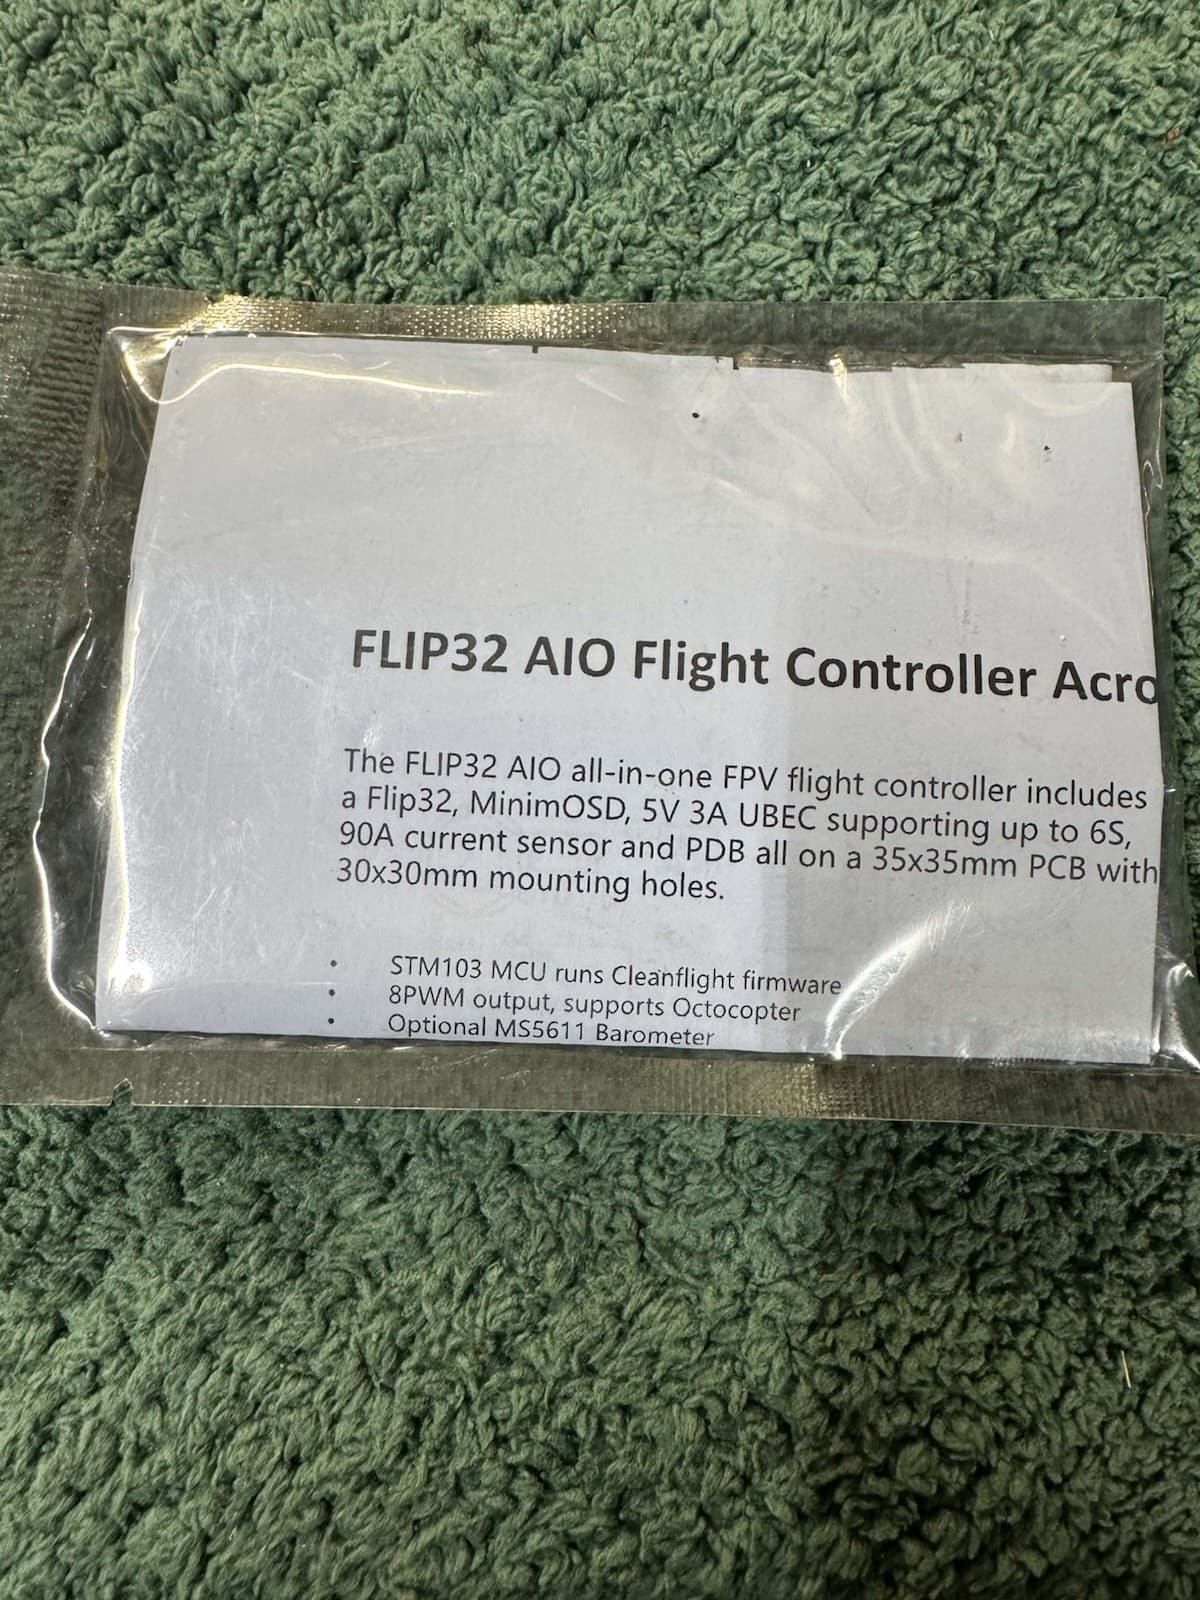 FLIP32 AIO Flight Controller Acro
The FLIP32 AIO all-in-one FPV flight controller includes
a Flip32, MinimOSD, 5V 3A UBEC supporting up to 6S,
90A current sensor and PDB all on a 35x35mm PCB with
30x30mm mounting holes.
• STM103 MCU runs Cleanflight firmware
• 8PWM output, supports Octocopter
• Optional MS5611 Barometer